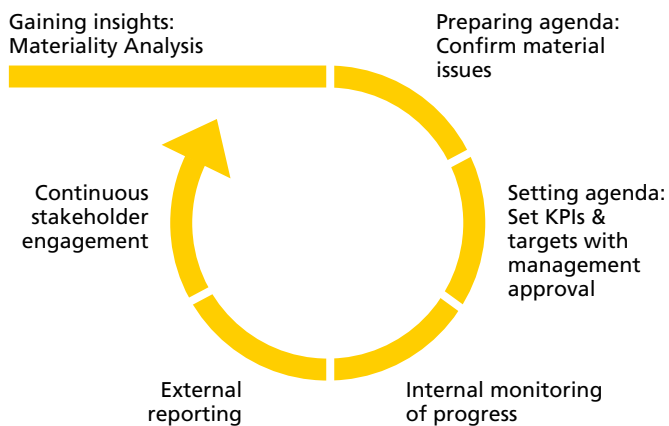 Gaining insights:
Materiality Analysis
Preparing agenda:
Confirm material
issues
Setting agenda:
Set KPIs &
targets with
management
approval
Internal monitoring
of progress
External
reporting
Continuous
stakeholder
engagement